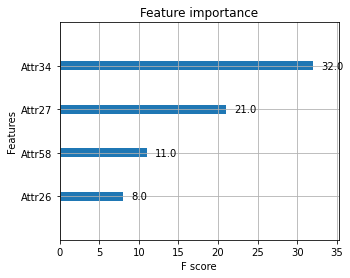 Feature importance
Features
Attr34
32.0
Attr27
21.0
Attr58
11.0
Attr26
8.0
0 5 10 15 20 25 30 35
F score